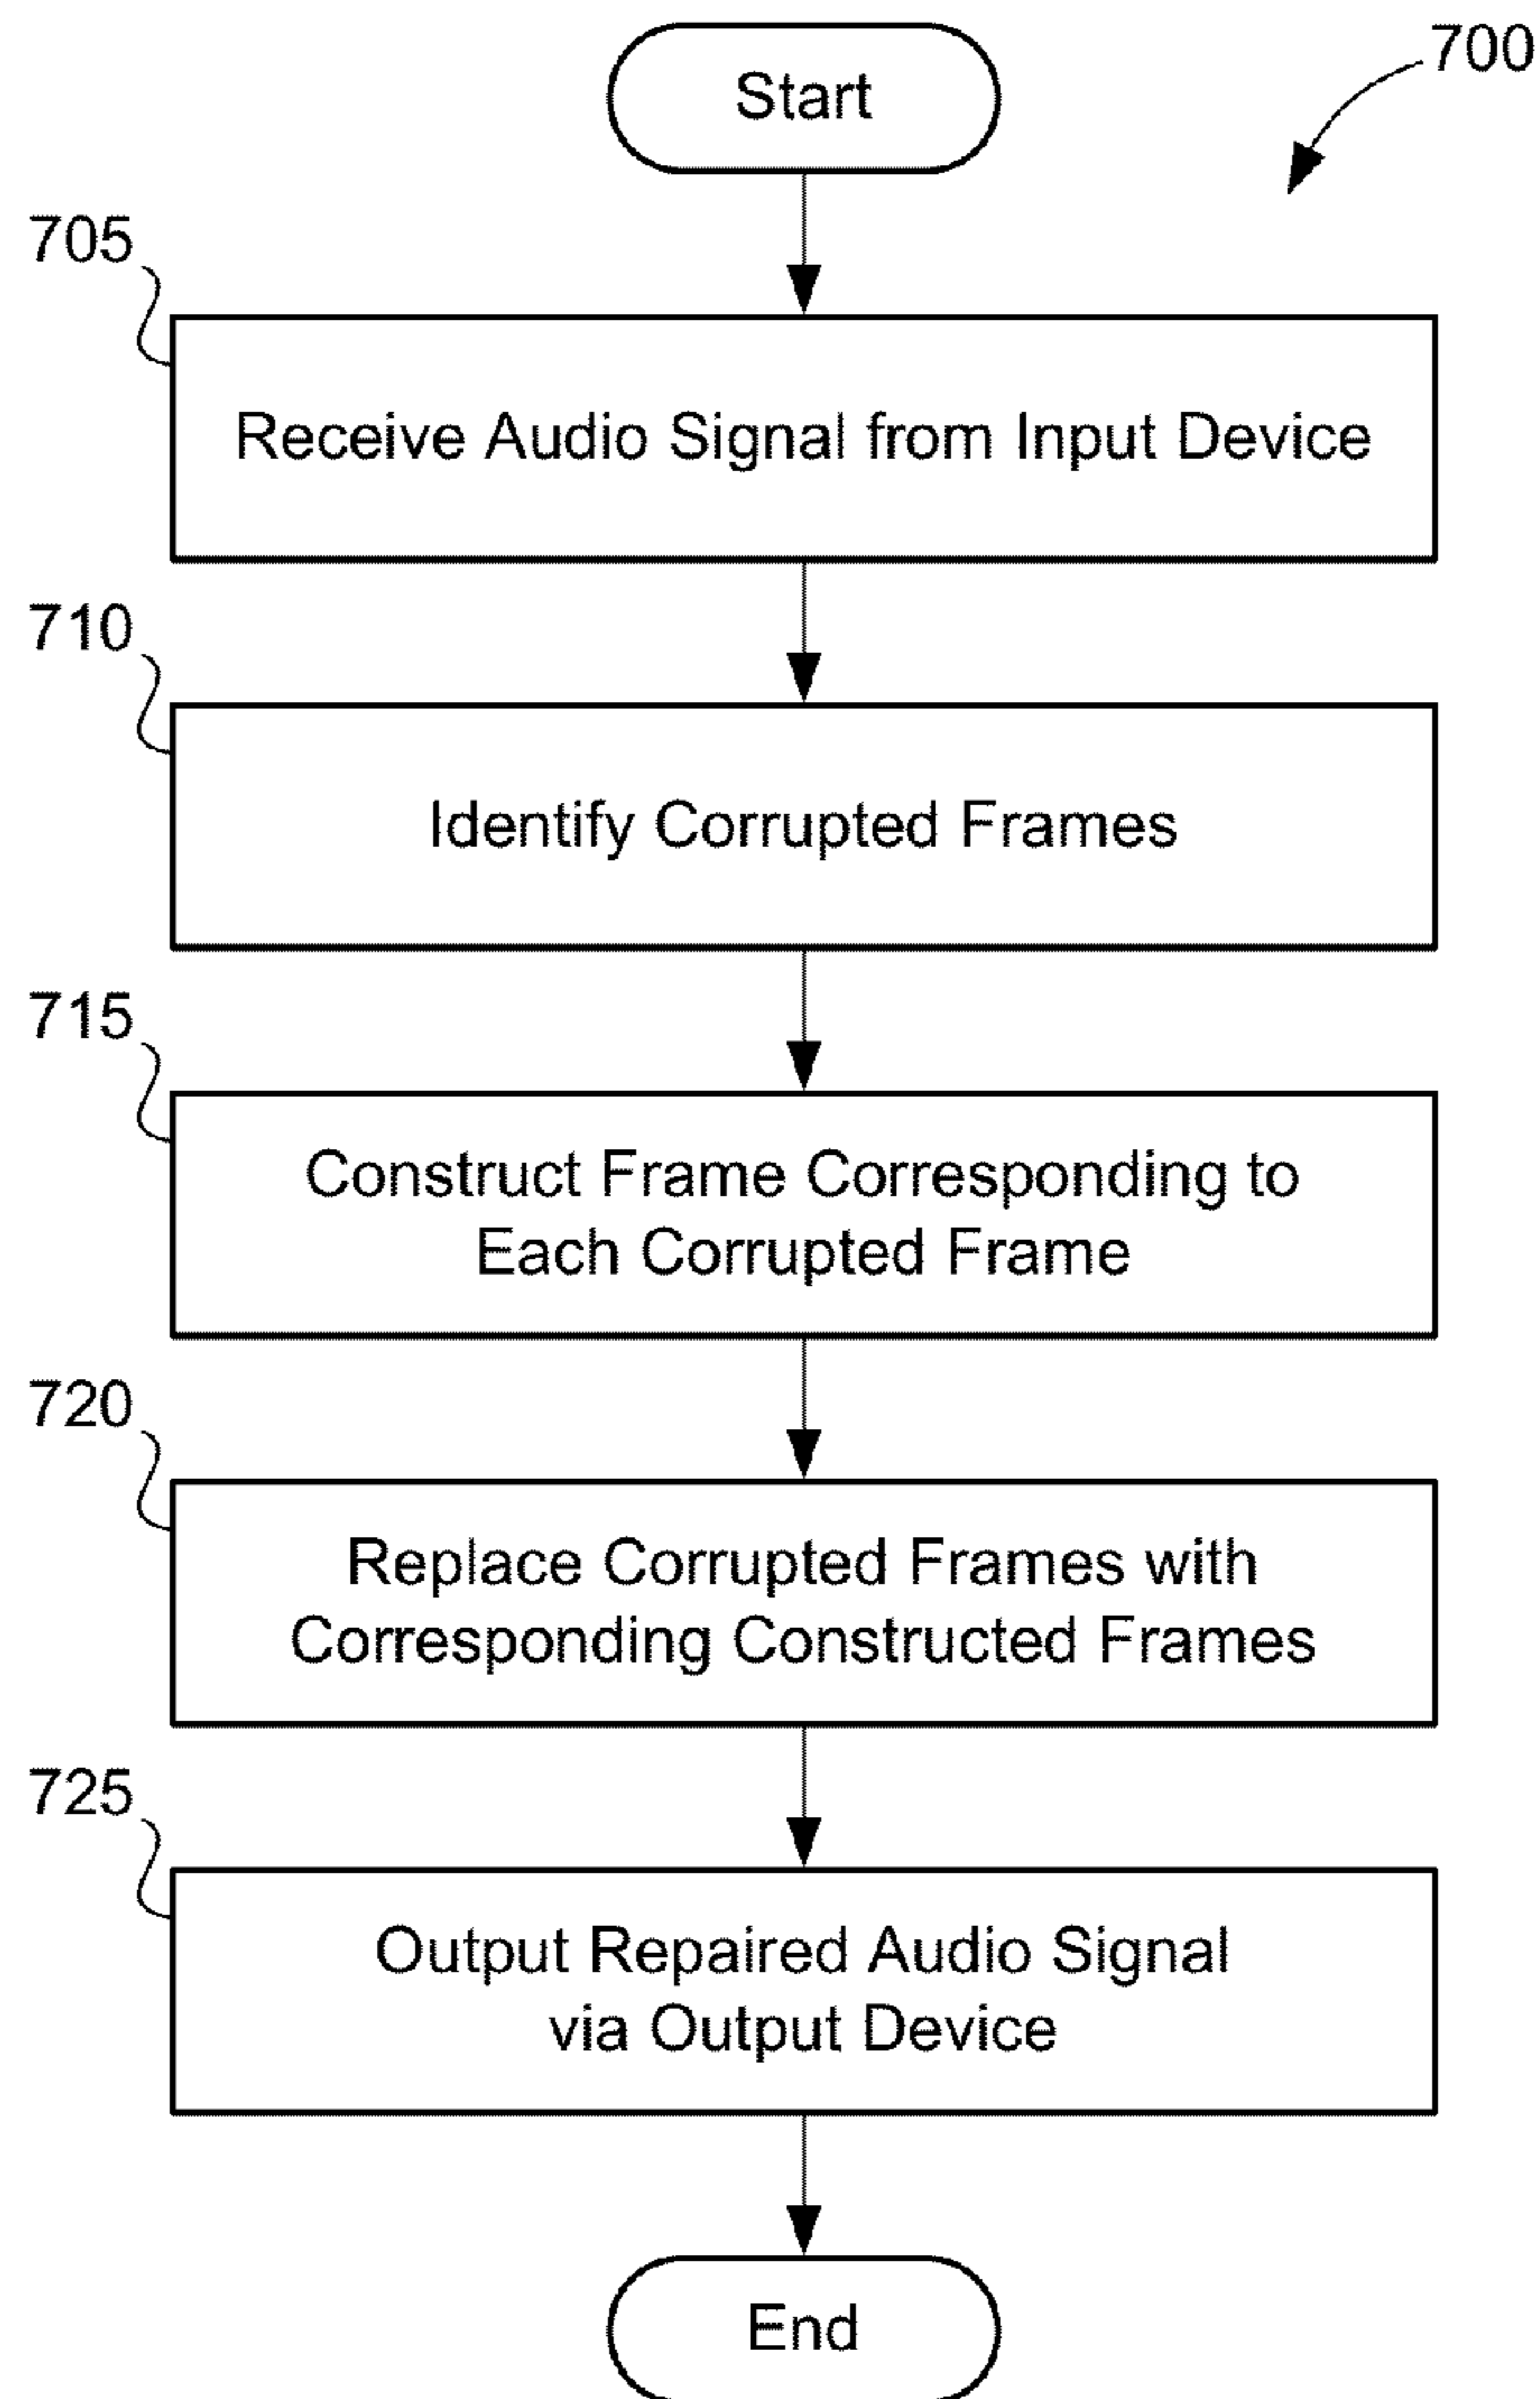 Start
700
705
Receive Audio Signal from Input Device
710
Identify Corrupted Frames
715
Construct Frame Corresponding to
Each Corrupted Frame
720
Replace Corrupted Frames with
Corresponding Constructed Frames
725
Output Repaired Audio Signal
via Output Device
End